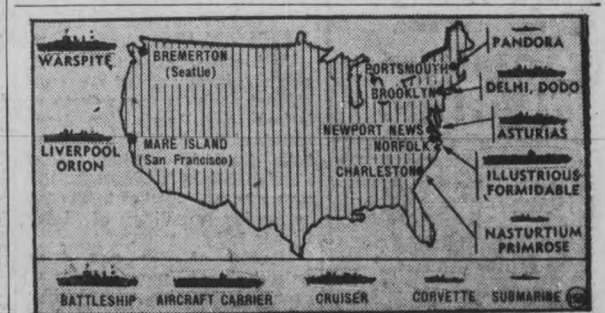 WARSPITE
BREMERTON
(Seattle)
PANDORA
PORTSMOUTH
BROOKLYN
DELHI, DODO
LIVERPOOL
ORION
MARE ISLAND
(San Francisco)
NEWPORT NEWS
NORFOLK
ASTURIAS
CHARLESTON
ILLUSTRIOUS
FORMIDABLE
NASTURTIUM
PRIMROSE
BATTLESHIP AIRCRAFT CARRIER CRUISER CORVETTE SUBMARINE